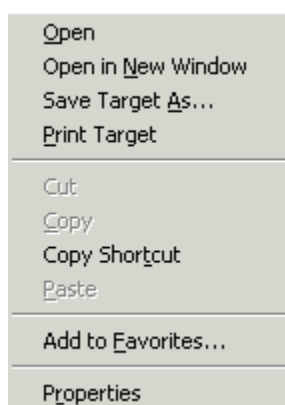 Open
Open in New Window
Save Target As...
Print Target
Cut
Copy
Copy Shortcut
Paste
Add to Favorites...
Properties